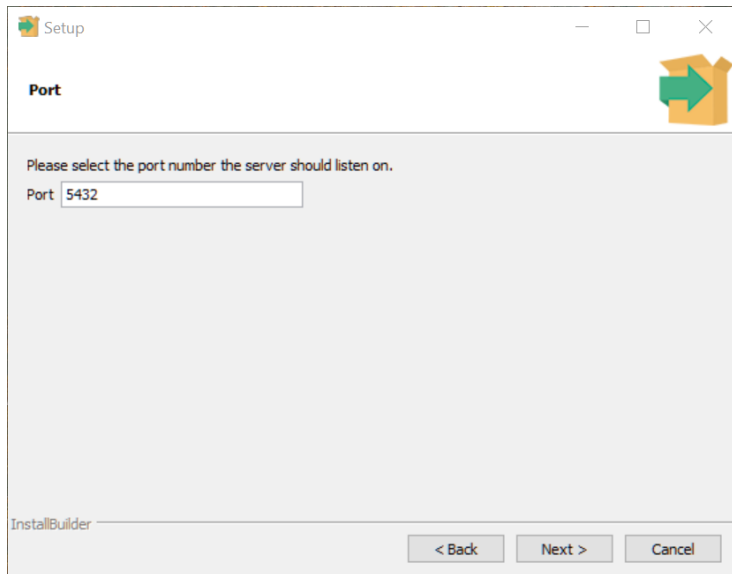 Setup
Port
Please select the port number the server should listen on.
Port 5432
InstallBuilder
< Back Next > Cancel